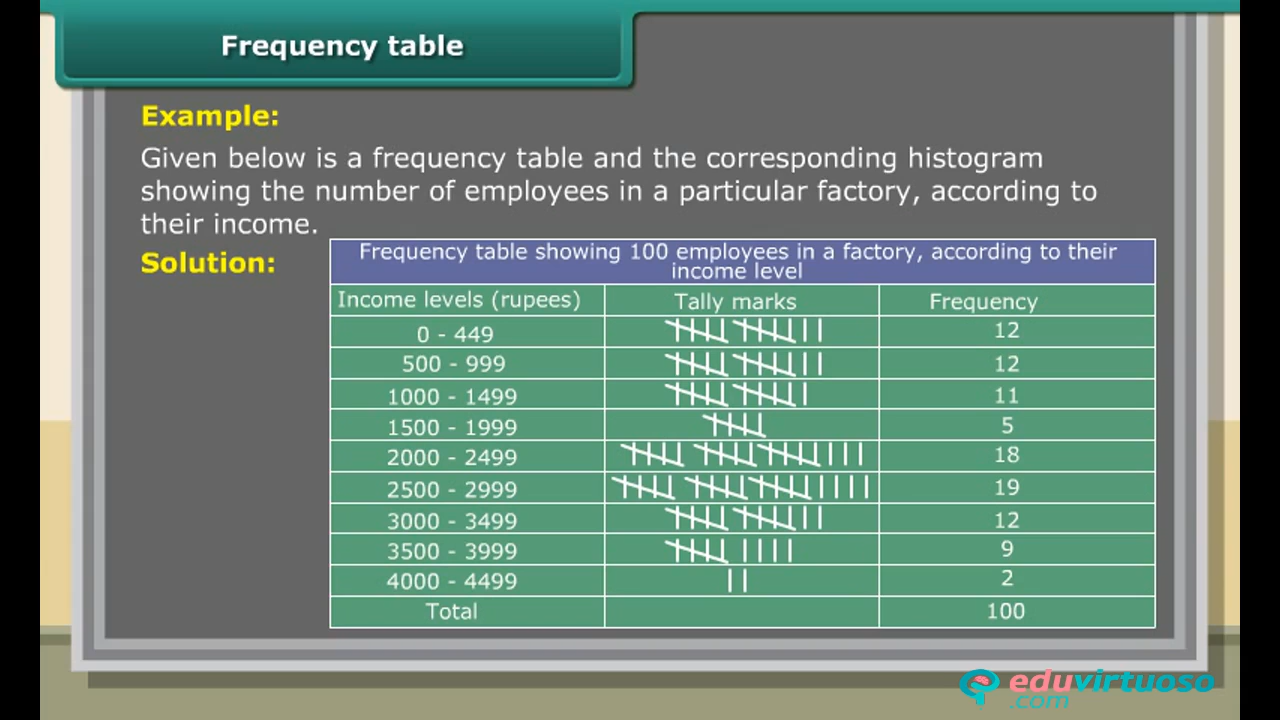 Frequency table
Example:
Given below is a frequency table and the corresponding histogram
showing the number of employees in a particular factory, according to
their income.
Solution:
Frequency table showing 100 employees in a factory, according to their
income level
Income levels (rupees) Tally marks Frequency
0 - 449 12
500 - 999 12
1000 - 1499 11
1500 - 1999 5
2000 - 2499 18
2500 - 2999 19
3000 - 3499 12
3500 - 3999 9
4000 - 4499 2
Total 100
eduvirtuoso
.com